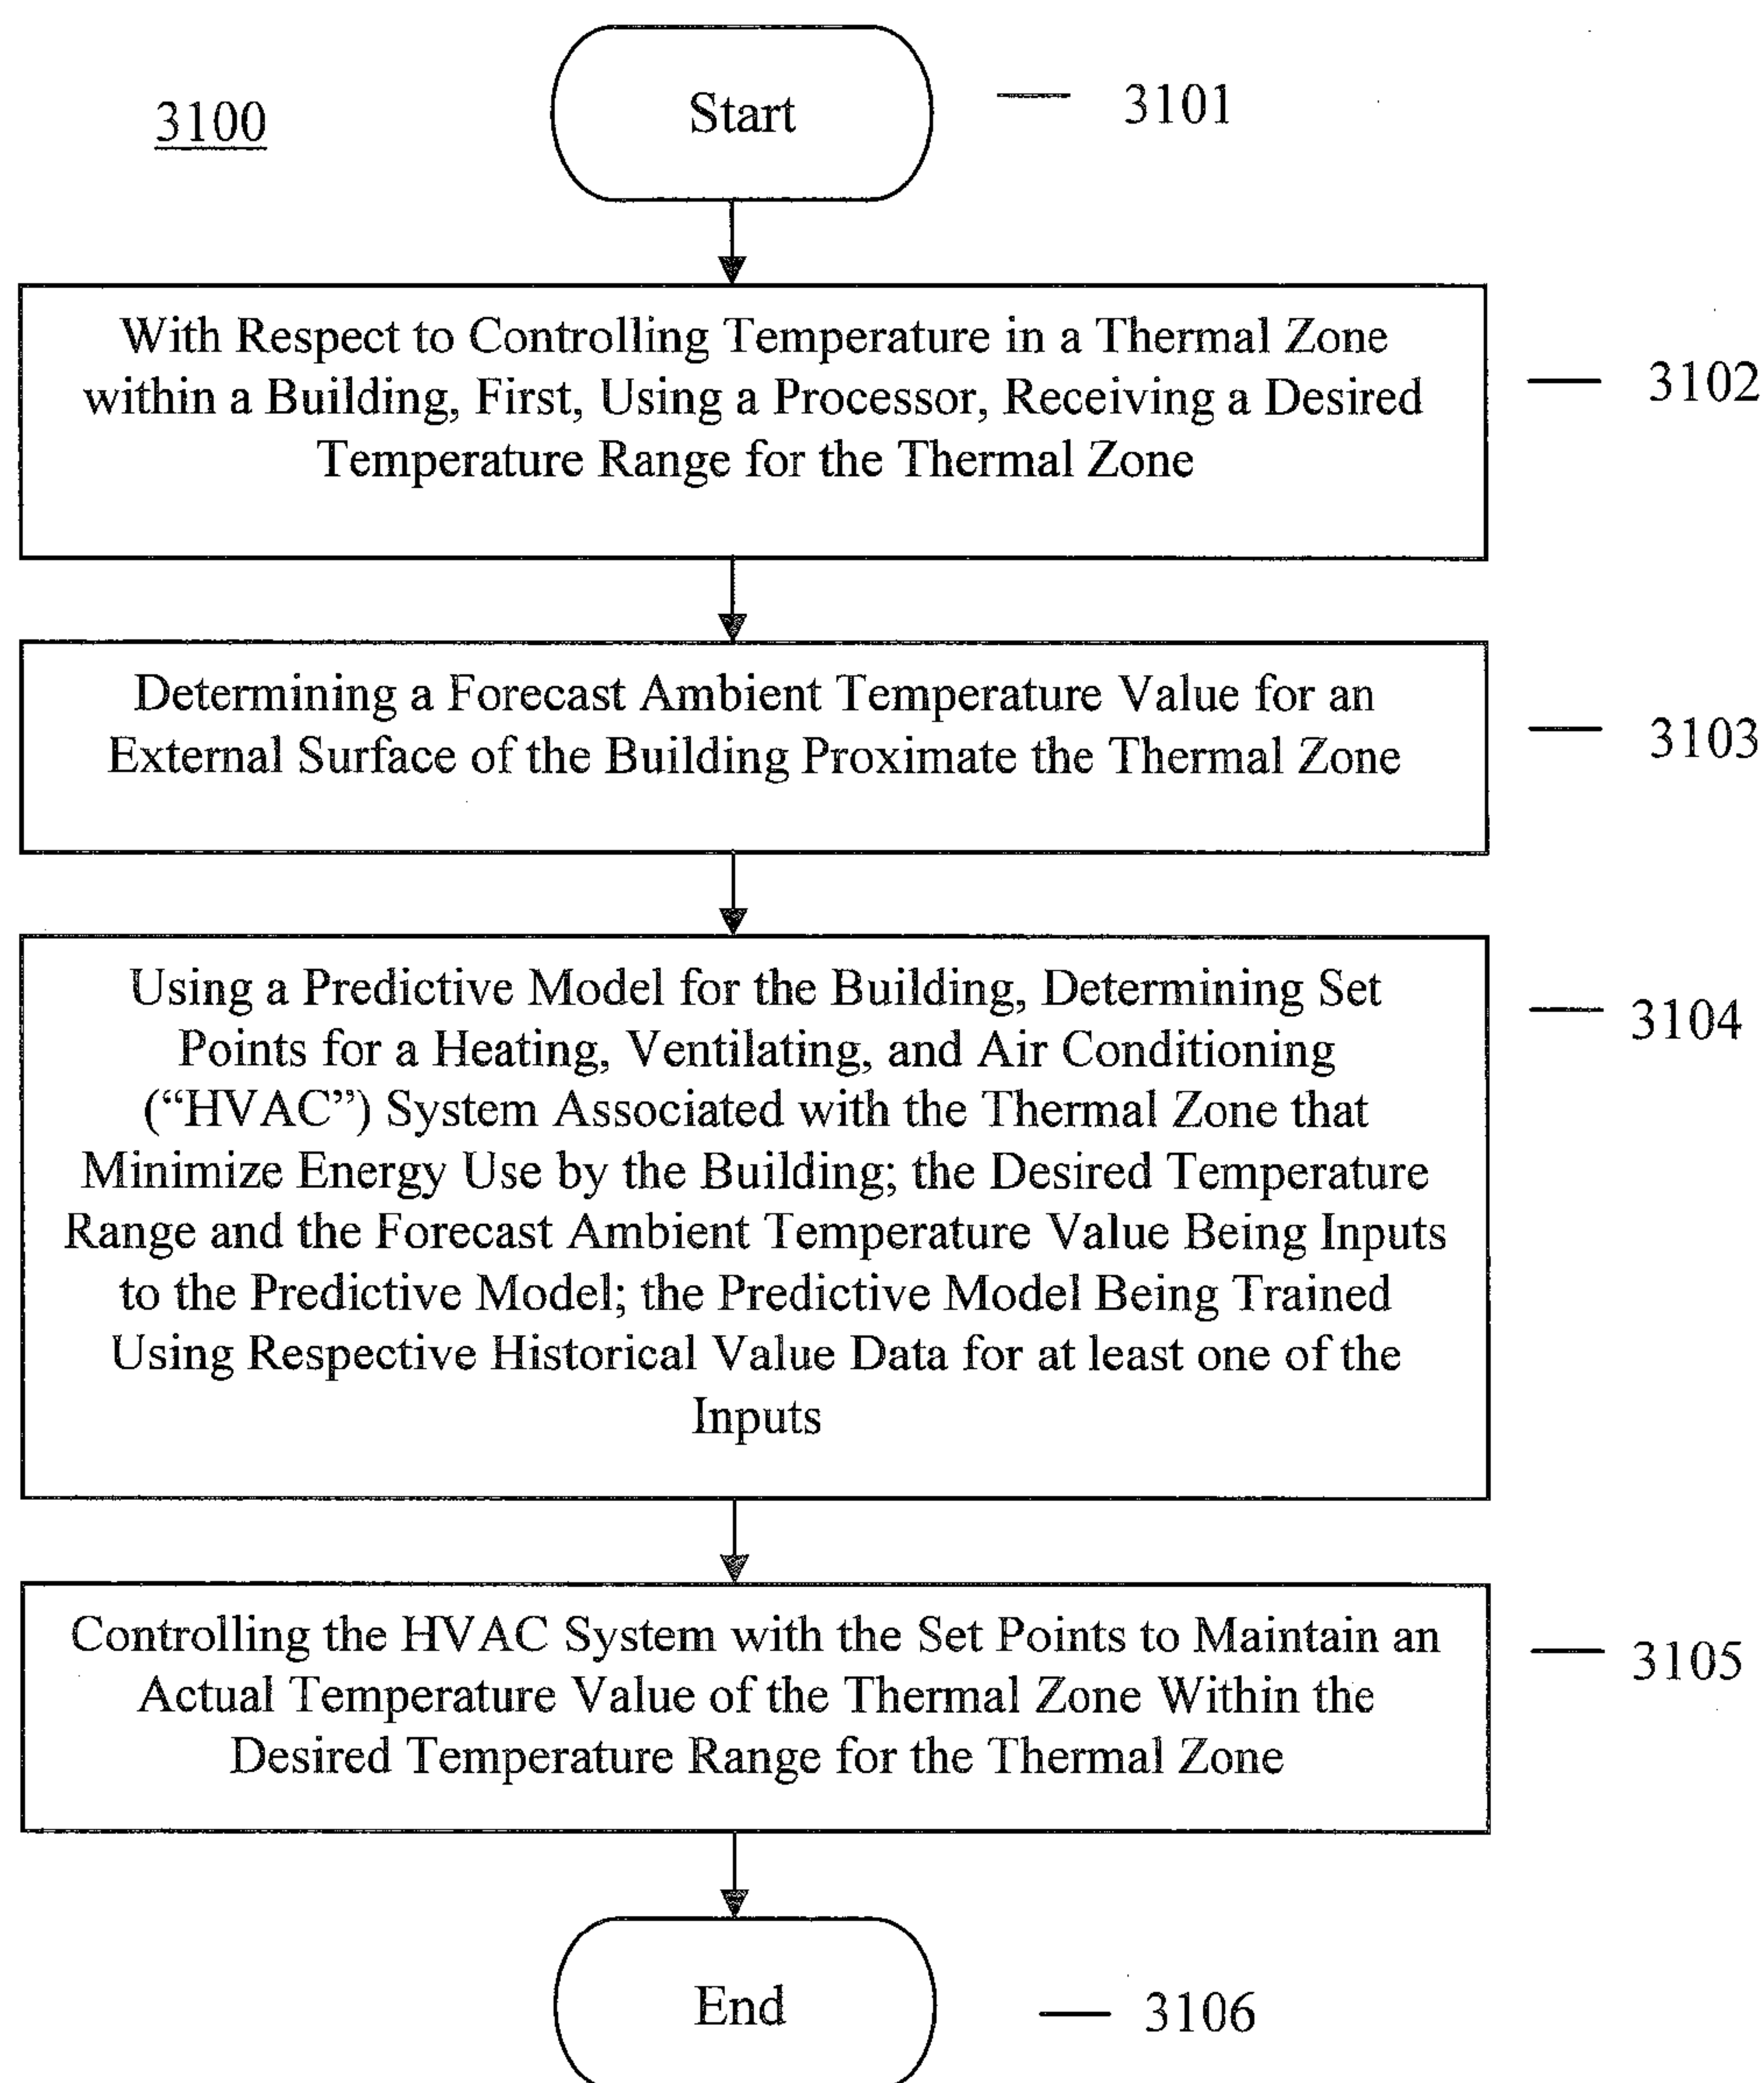 3100
Start
3101
With Respect to Controlling Temperature in a Thermal Zone
within a Building, First, Using a Processor, Receiving a Desired
Temperature Range for the Thermal Zone
3102
Determining a Forecast Ambient Temperature Value for an
External Surface of the Building Proximate the Thermal Zone
3103
Using a Predictive Model for the Building, Determining Set
Points for a Heating, Ventilating, and Air Conditioning
(“HVAC”) System Associated with the Thermal Zone that
Minimize Energy Use by the Building; the Desired Temperature
Range and the Forecast Ambient Temperature Value Being Inputs
to the Predictive Model; the Predictive Model Being Trained
Using Respective Historical Value Data for at least one of the
Inputs
3104
Controlling the HVAC System with the Set Points to Maintain an
Actual Temperature Value of the Thermal Zone Within the
Desired Temperature Range for the Thermal Zone
3105
End
3106